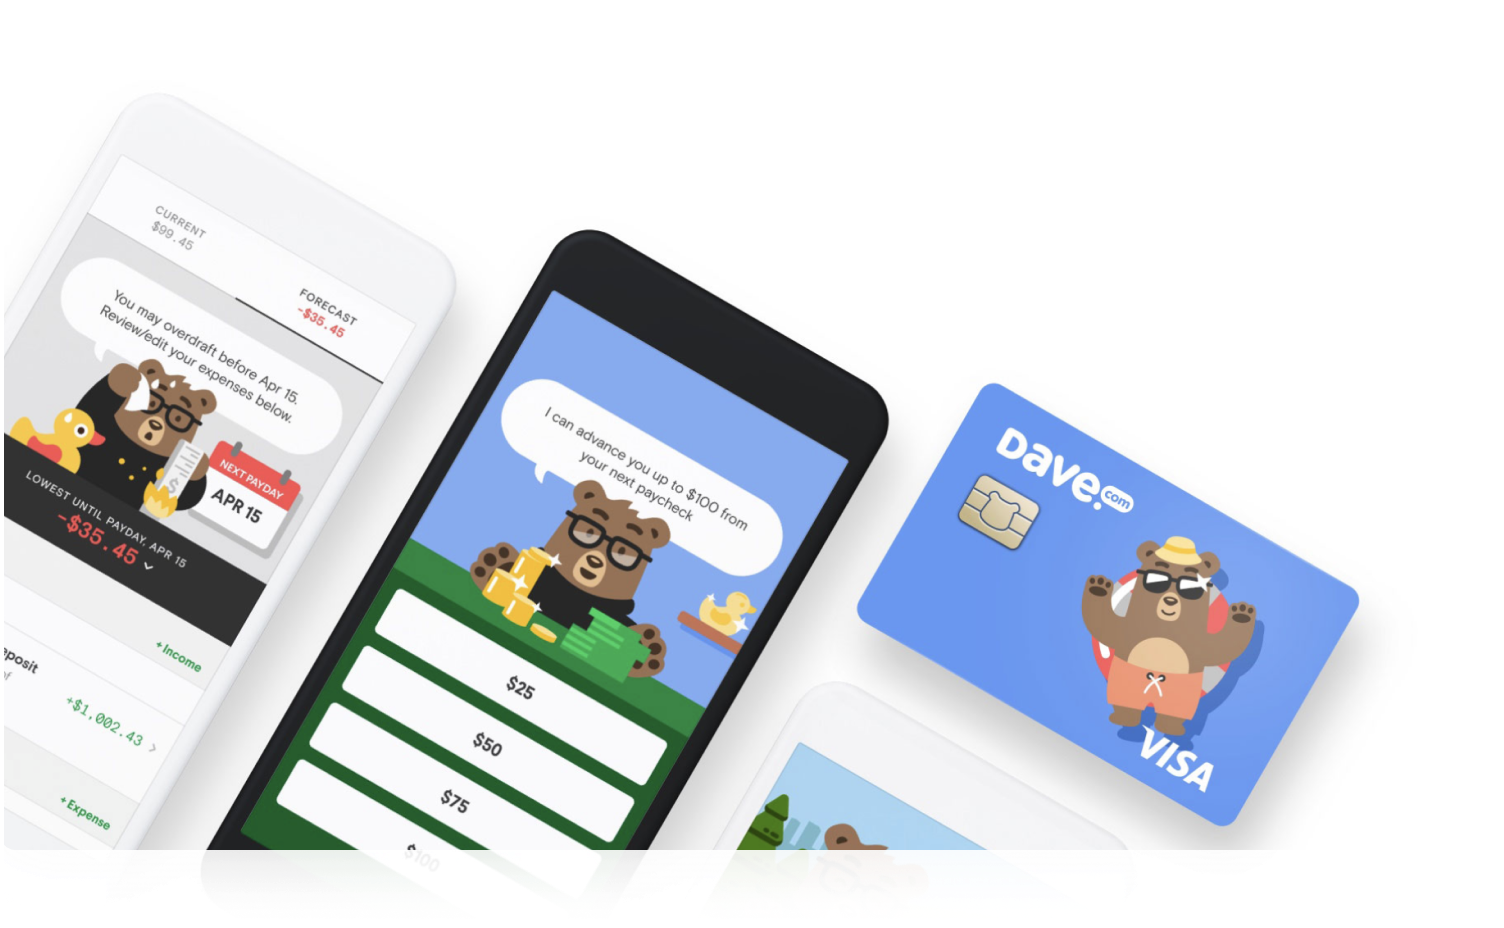 CURRENT
$99.45
FORECAST
-$35.45
You may overdraft before Apr 15.
Review/edit your expenses below.
NEXT PAYDAY
APR 15
$
LOWEST UNTIL PAYDAY, APR 15
-$35.45
+Income
+$1,002.43
+Expense
I can advance you up to $100 from
your next paycheck
$25
$50
$75
$100
Dave.com
VISA